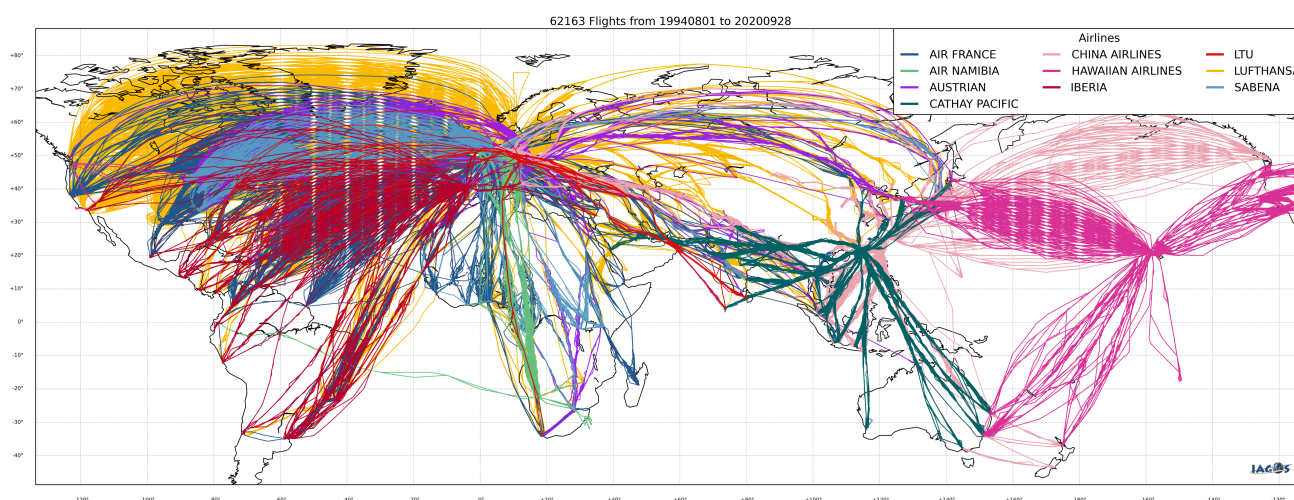 62163 Flights from 19940801 to 20200928
Airlines
AIR FRANCE CHINA AIRLINES LTU
AIR NAMIBIA HAWAIIAN AIRLINES LUFTHANSA
AUSTRIAN IBERIA SABENA
CATHAY PACIFIC
+80°
+70°
+60°
+50°
+40°
+30°
+20°
+10°
0°
-10°
-20°
-30°
-40°
IAGOS